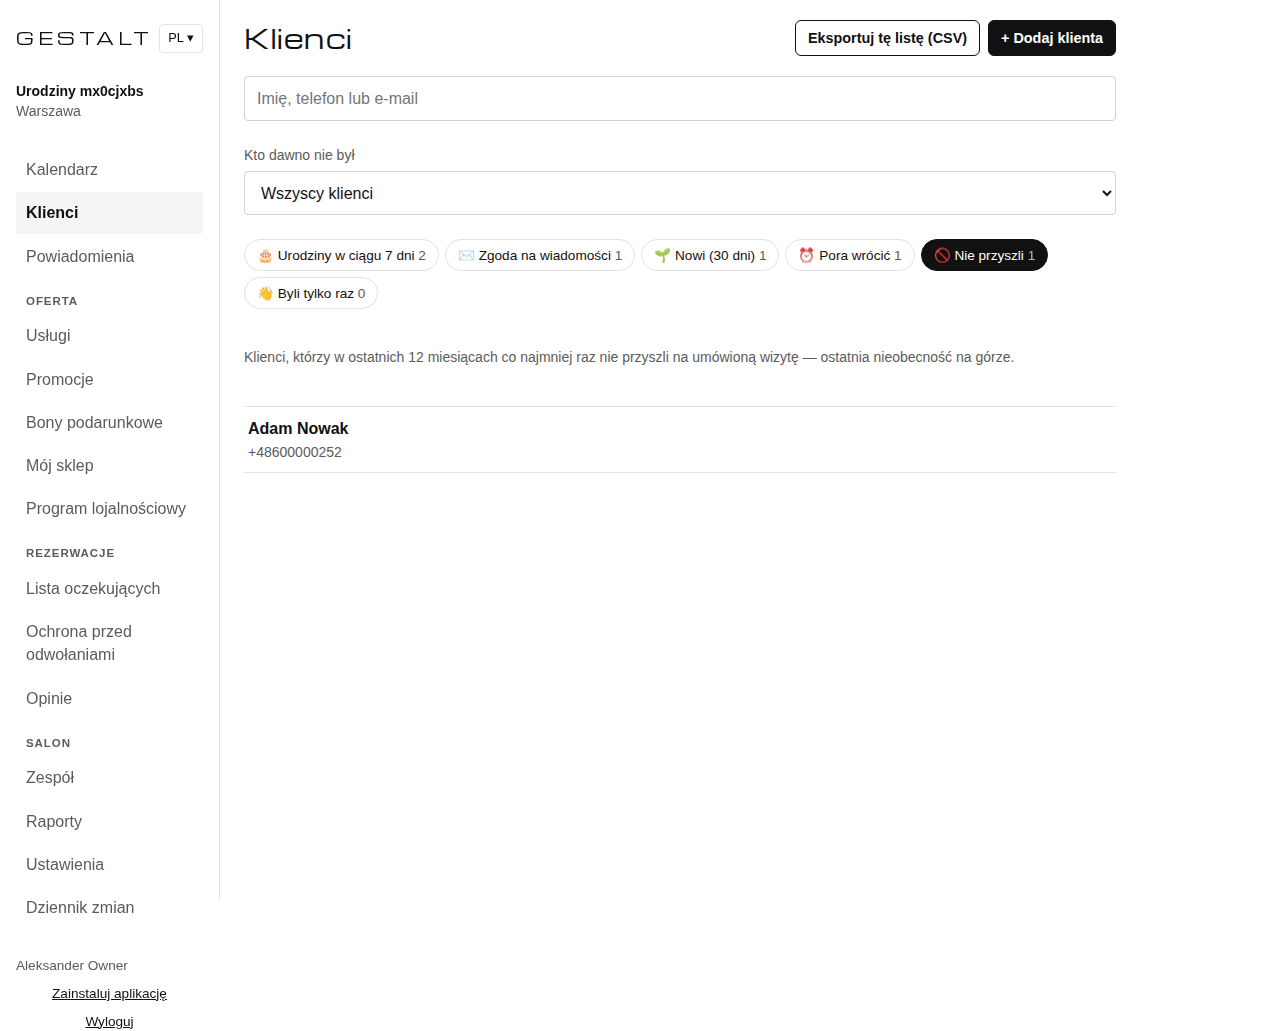 GESTALT
PL ▾
Urodziny mx0cjxbs
Warszawa
Kalendarz
Klienci
Powiadomienia
OFERTA
Usługi
Promocje
Bony podarunkowe
Mój sklep
Program lojalnościowy
REZERWACJE
Lista oczekujących
Ochrona przed
odwołaniami
Opinie
SALON
Zespół
Raporty
Ustawienia
Dziennik zmian
Aleksander Owner
Zainstaluj aplikację
Wyloguj
Klienci
Eksportuj tę listę (CSV)
+ Dodaj klienta
Imię, telefon lub e-mail
Kto dawno nie był
Wszyscy klienci
🎂 Urodziny w ciągu 7 dni 2
✉️ Zgoda na wiadomości 1
🌱 Nowi (30 dni) 1
⏰ Pora wrócić 1
🚫 Nie przyszli 1
👋 Byli tylko raz 0
Klienci, którzy w ostatnich 12 miesiącach co najmniej raz nie przyszli na umówioną wizytę — ostatnia nieobecność na górze.
Adam Nowak
+48600000252